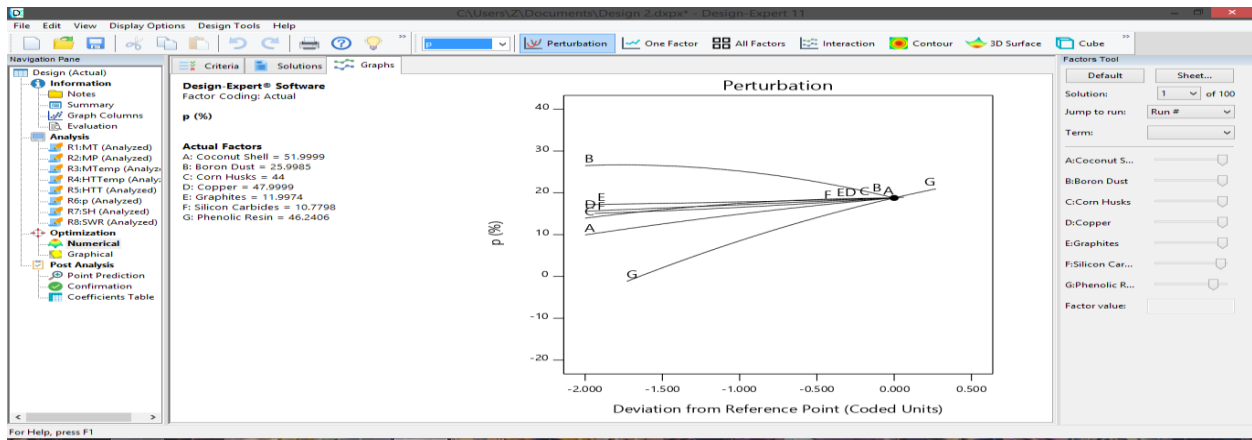 C:\Users\Z\Documents\Design 2.dxpx* - Design-Expert 11
File Edit View Display Options Design Tools Help
p
Perturbation One Factor All Factors Interaction Contour 3D Surface Cube
Navigation Pane
Design (Actual)
Information
Notes
Summary
Graph Columns
Evaluation
Analysis
R1:MT (Analyzed)
R2:MP (Analyzed)
R3:MTemp (Analyz
R4:HTTemp (Analy:
R5:HTT (Analyzed)
R6:p (Analyzed)
R7:SH (Analyzed)
R8:SWR (Analyzed)
Optimization
Numerical
Graphical
Post Analysis
Point Prediction
Confirmation
Coefficients Table
Criteria Solutions Graphs
Design-Expert® Software
Factor Coding: Actual
p (%)
Actual Factors
A: Coconut Shell = 51.9999
B: Boron Dust = 25.9985
C: Corn Husks = 44
D: Copper = 47.9999
E: Graphites = 11.9974
F: Silicon Carbides = 10.7798
G: Phenolic Resin = 46.2406
Perturbation
p (%)
40
30
20
10
0
-10
-20
B
E
D
F
C
A
G
F E D C B A
G
-2.000 -1.500 -1.000 -0.500 0.000 0.500
Deviation from Reference Point (Coded Units)
Factors Tool
Default Sheet...
Solution: 1 of 100
Jump to run: Run #
Term:
A:Coconut S...
B:Boron Dust
C:Corn Husks
D:Copper
E:Graphites
F:Silicon Car...
G:Phenolic R...
Factor value:
For Help, press F1